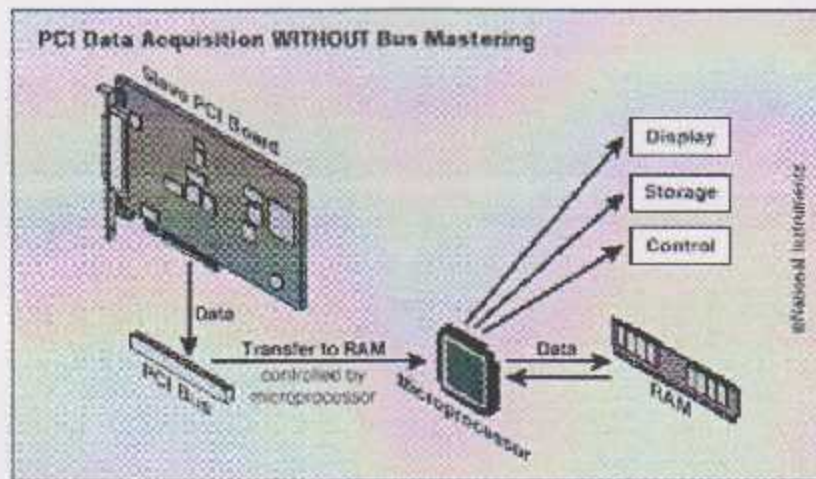 PCI Data Acquisition WITHOUT Bus Mastering
Slave PCI Board
Data
PCI Bus
Transfer to RAM
controlled by
microprocessor
Microprocessor
Display
Storage
Control
Data
RAM
©National Instruments